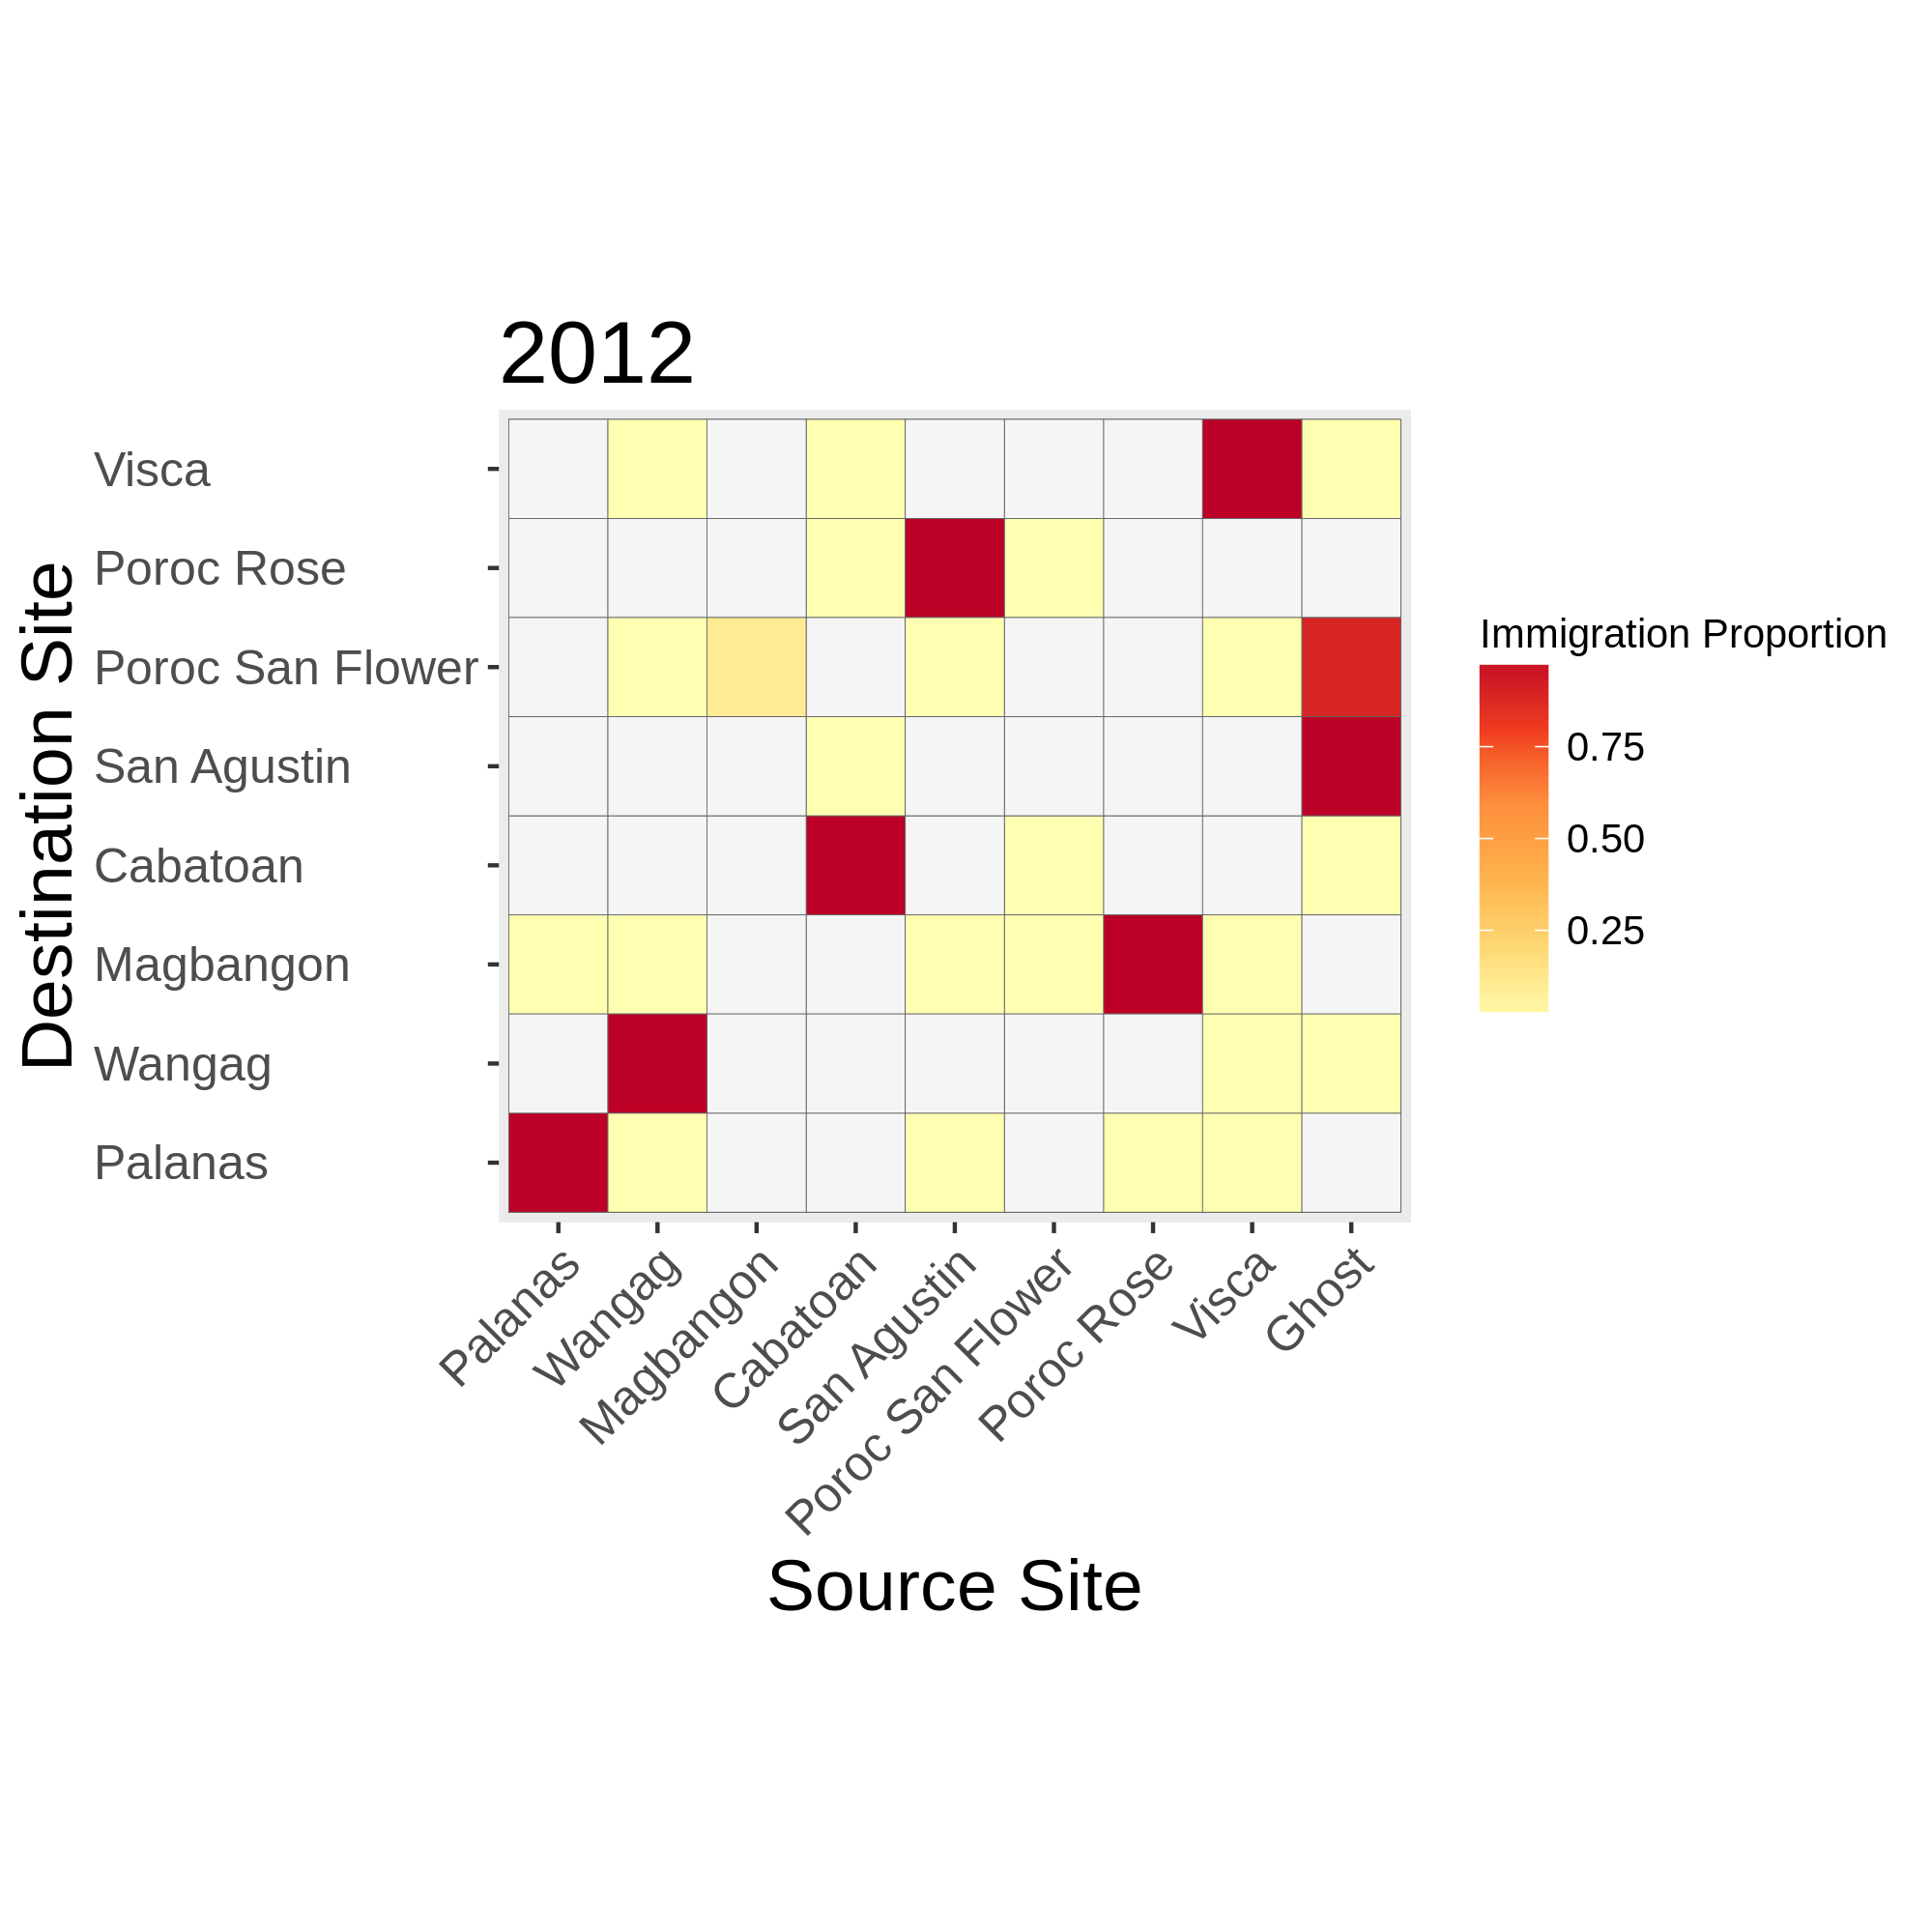 2012
Destination Site
Visca
Poroc Rose
Poroc San Flower
San Agustin
Cabatoan
Magbangon
Wangag
Palanas
Palanas
Wangag
Magbangon
Cabatoan
San Agustin
Poroc San Flower
Poroc Rose
Visca
Ghost
Source Site
Immigration Proportion
0.75
0.50
0.25